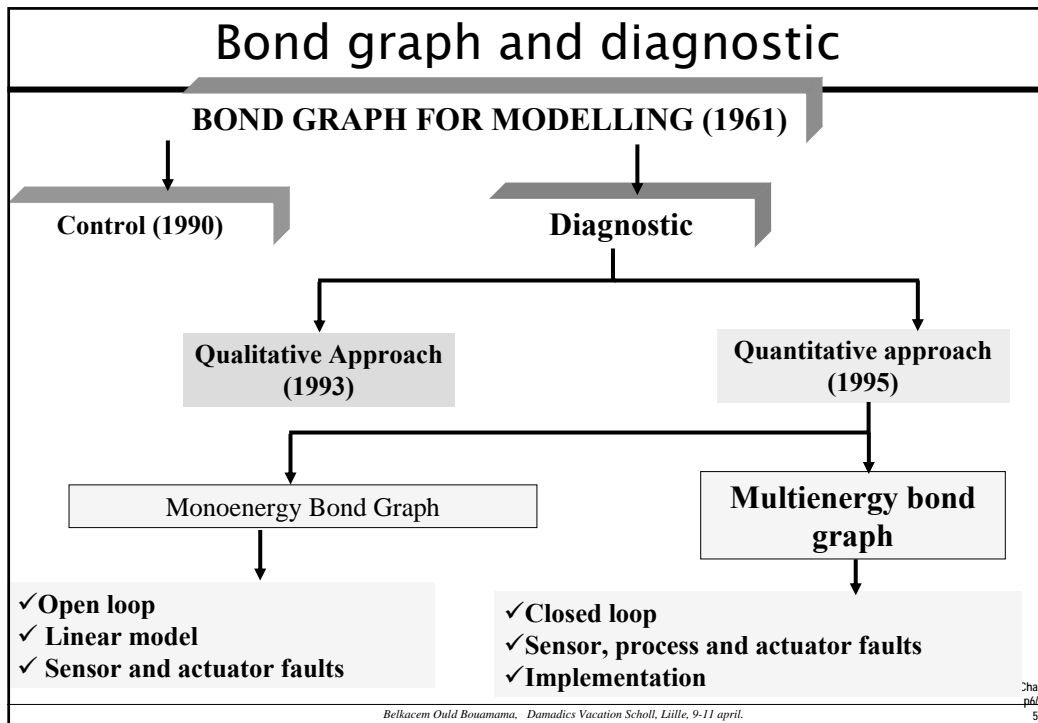 Bond graph and diagnostic
BOND GRAPH FOR MODELLING (1961)
Control (1990)
Diagnostic
Qualitative Approach
(1993)
Quantitative approach
(1995)
Monoenergy Bond Graph
Multienergy bond
graph
✓Open loop
✓ Linear model
✓ Sensor and actuator faults
✓Closed loop
✓Sensor, process and actuator faults
✓Implementation
Belkacem Ould Bouamama, Damadics Vacation Scholl, Liille, 9-11 april.
Cha
5